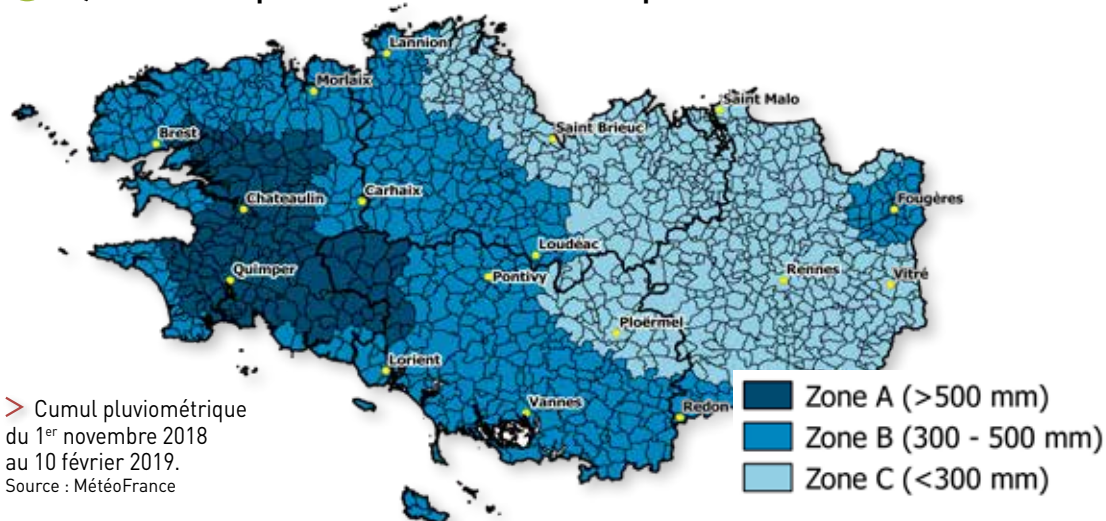 Lannion
Morlaix
Saint Malo
Brest
Saint Brieuc
Chateaulin
Carhaix
Fougères
Loudéac
Quimper
Pontivy
Rennes
Vitré
Ploërmel
Lorient
Vannes
Redon
> Cumul pluviométrique
du 1er novembre 2018
au 10 février 2019.
Source : MétéoFrance
Zone A (>500 mm)
Zone B (300 - 500 mm)
Zone C (<300 mm)